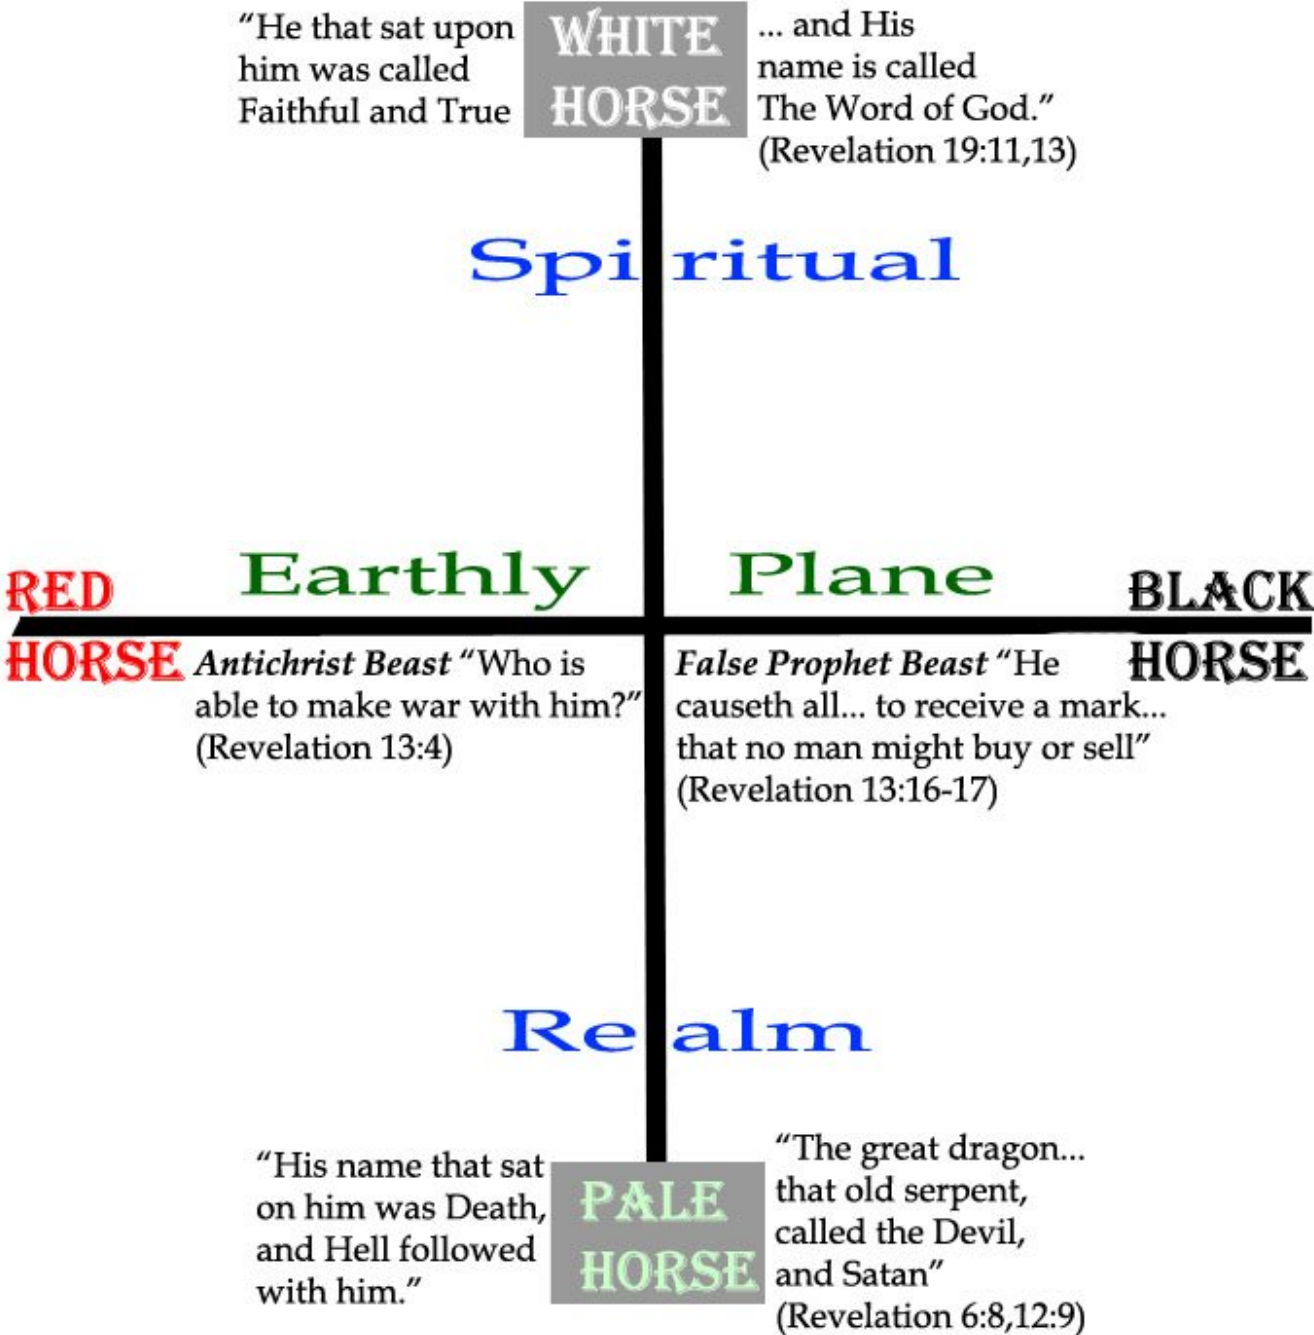 “He that sat upon
him was called
Faithful and True
WHITE
HORSE
... and His
name is called
The Word of God.”
(Revelation 19:11,13)
Spiritual
Earthly Plane
RED
HORSE
BLACK
HORSE
Antichrist Beast “Who is
able to make war with him?”
(Revelation 13:4)
False Prophet Beast “He
causeth all... to receive a mark...
that no man might buy or sell”
(Revelation 13:16-17)
Realm
“His name that sat
on him was Death,
and Hell followed
with him.”
PALE
HORSE
“The great dragon...
that old serpent,
called the Devil,
and Satan”
(Revelation 6:8,12:9)